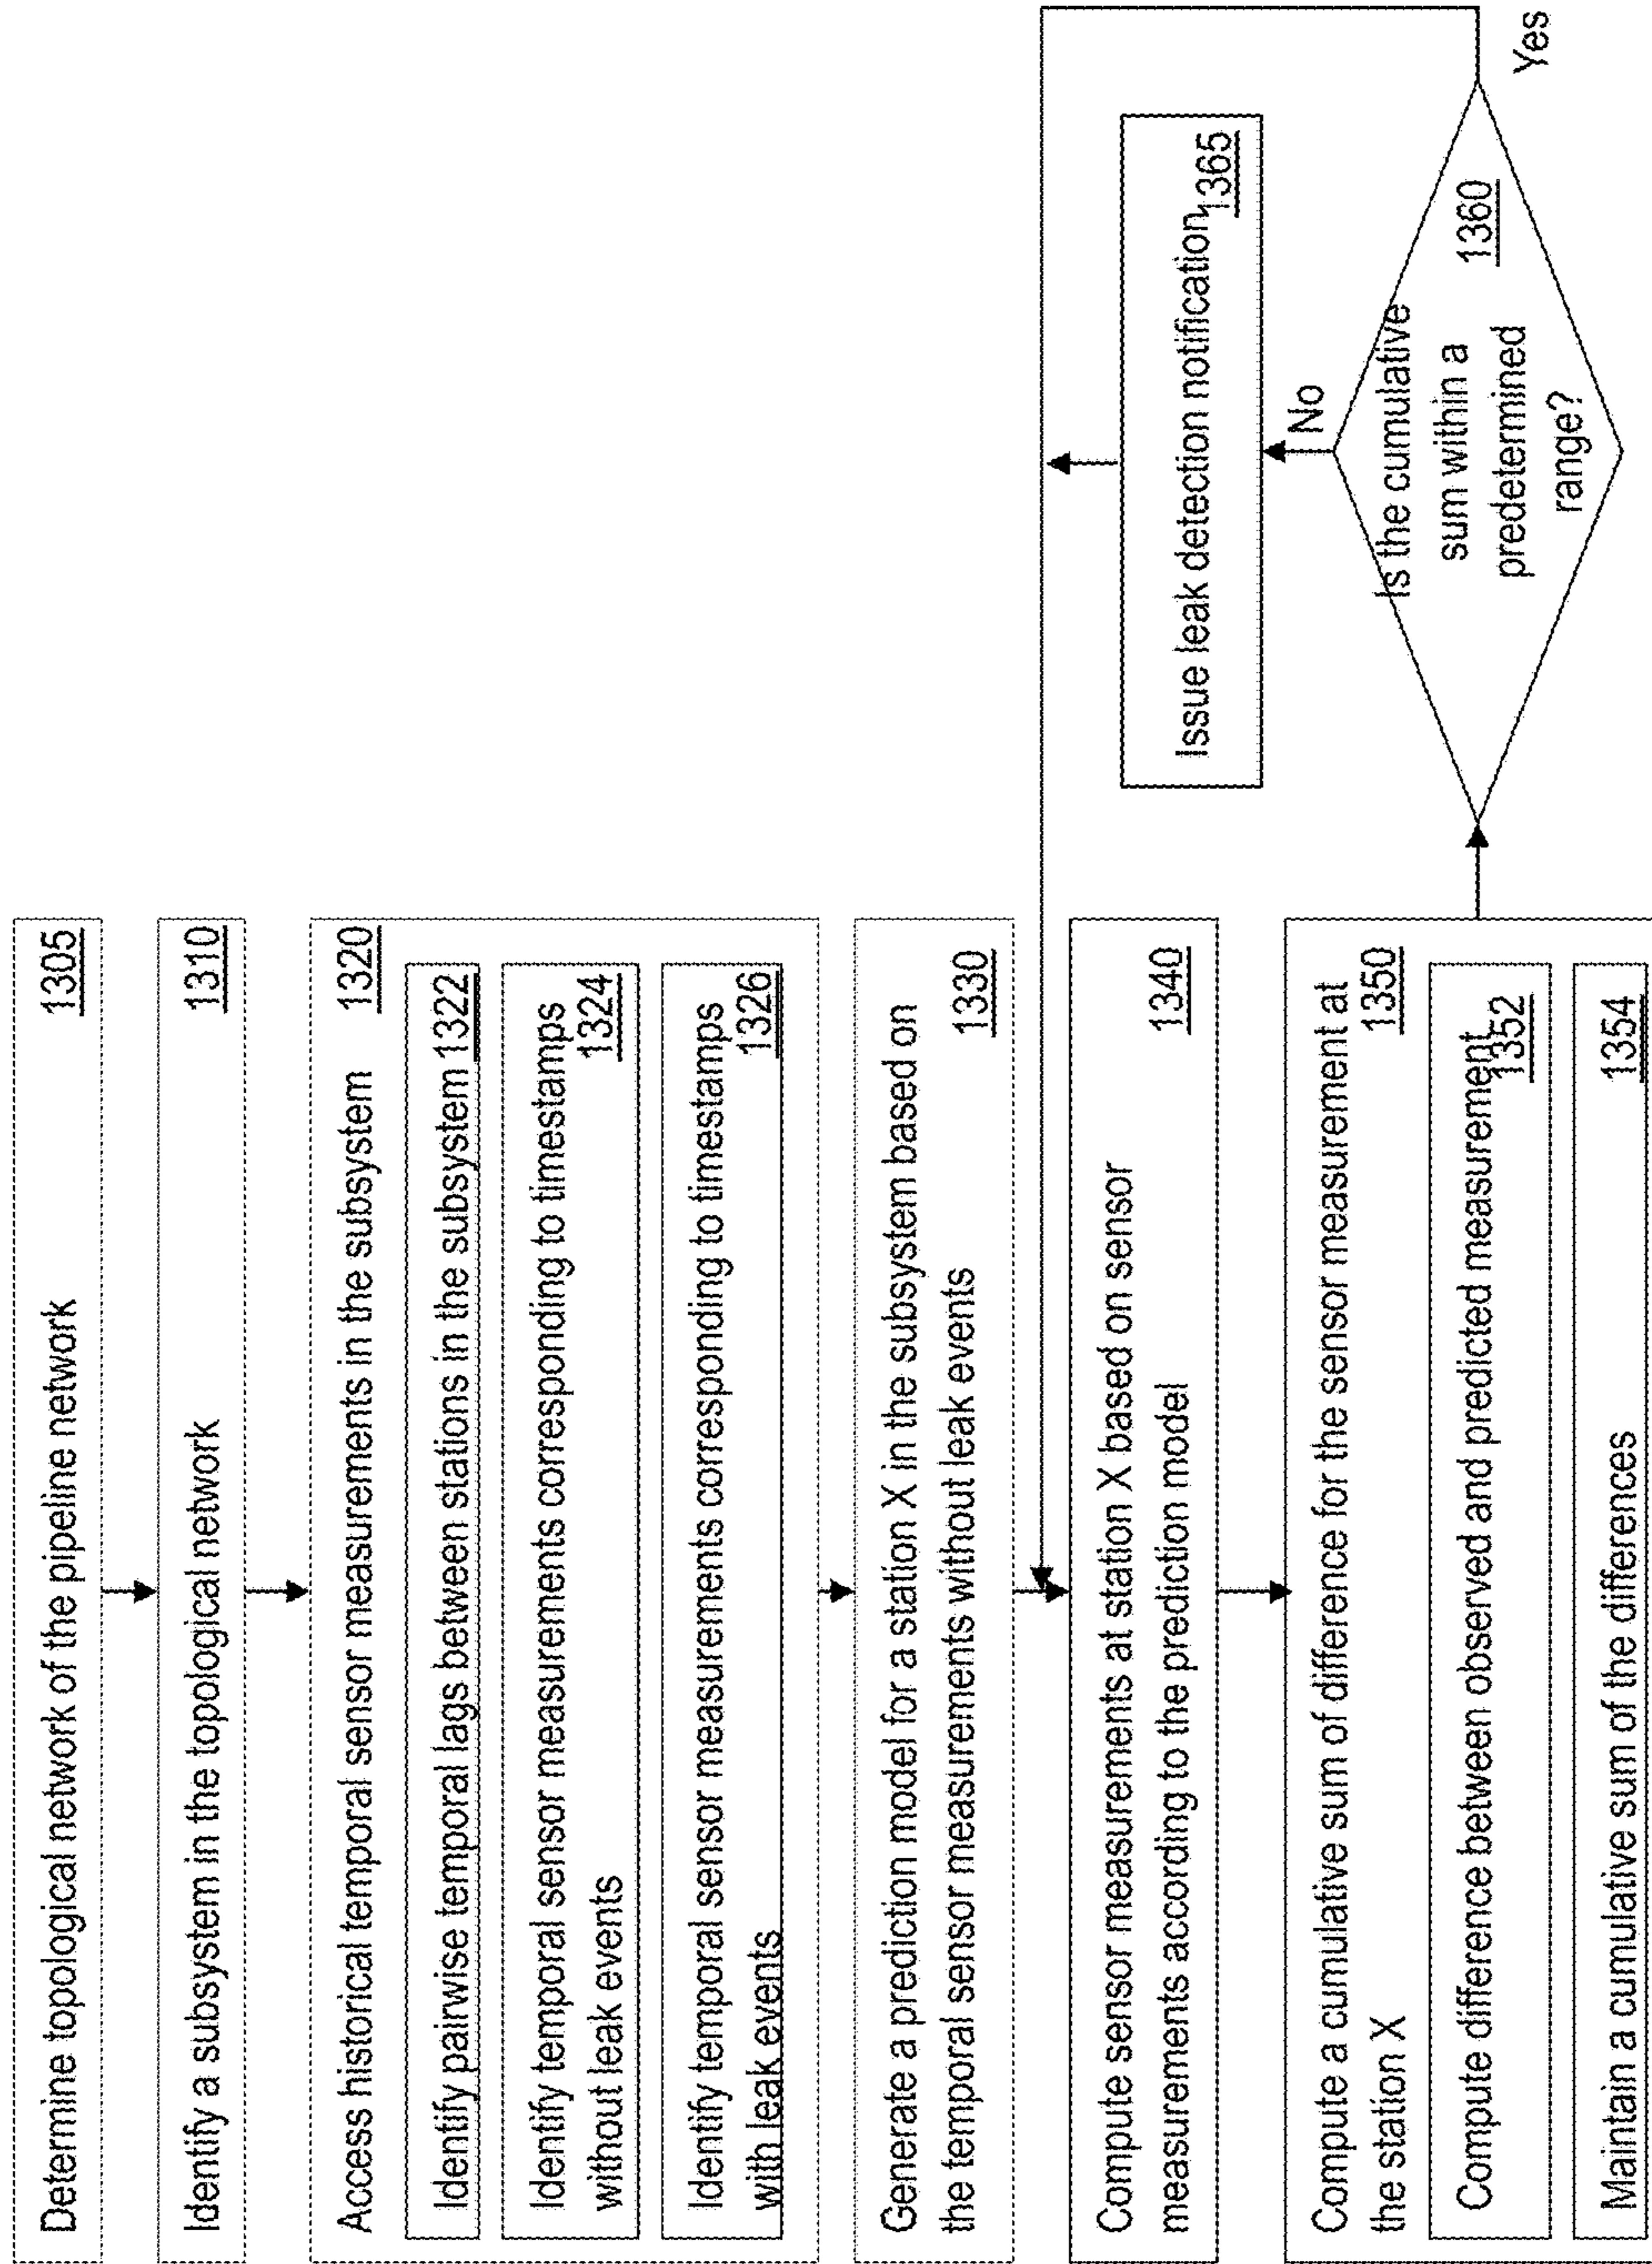 Determine topological network of the pipeline network
1305
Identify a subsystem in the topological network
1310
Access historical temporal sensor measurements in the subsystem
1320
Identify pairwise temporal lags between stations in the subsystem 1322
Identify temporal sensor measurements corresponding to timestamps
without leak events
1324
Identify temporal sensor measurements corresponding to timestamps
with leak events
1326
Generate a prediction model for a station X in the subsystem based on
the temporal sensor measurements without leak events
1330
Compute sensor measurements at station X based on sensor
measurements according to the prediction model
1340
Compute a cumulative sum of difference for the sensor measurement at
the station X
1350
Compute difference between observed and predicted measurement
1352
Maintain a cumulative sum of the differences
1354
Issue leak detection notification
1365
No
Is the cumulative
sum within a
predetermined
range?
1360
Yes